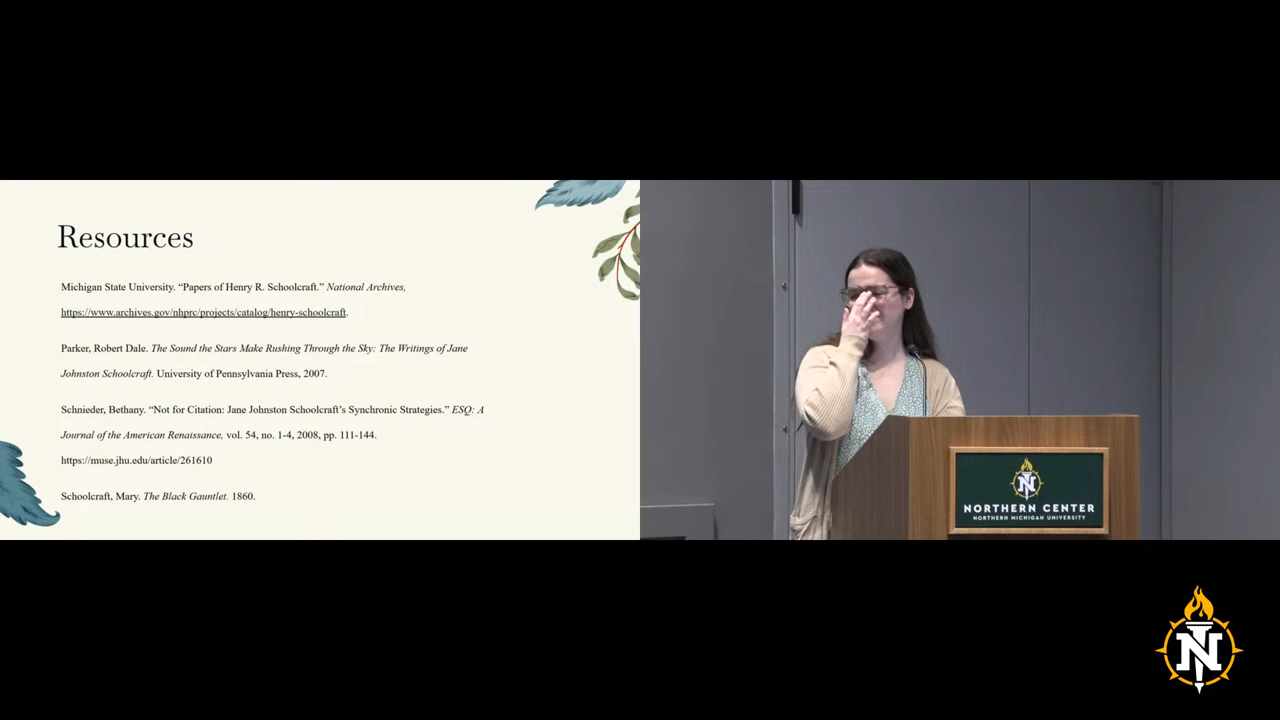 Resources
Michigan State University. “Papers of Henry R. Schoolcraft.” National Archives,
https://www.archives.gov/nhprc/projects/catalog/henry-schoolcraft.
Parker, Robert Dale. The Sound the Stars Make Rushing Through the Sky: The Writings of Jane
Johnston Schoolcraft. University of Pennsylvania Press, 2007.
Schnieder, Bethany. “Not for Citation: Jane Johnston Schoolcraft’s Synchronic Strategies.” ESQ: A
Journal of the American Renaissance, vol. 54, no. 1-4, 2008, pp. 111-144.
https://muse.jhu.edu/article/261610
Schoolcraft, Mary. The Black Gauntlet. 1860.
N
NORTHERN CENTER
NORTHERN MICHIGAN UNIVERSITY
N